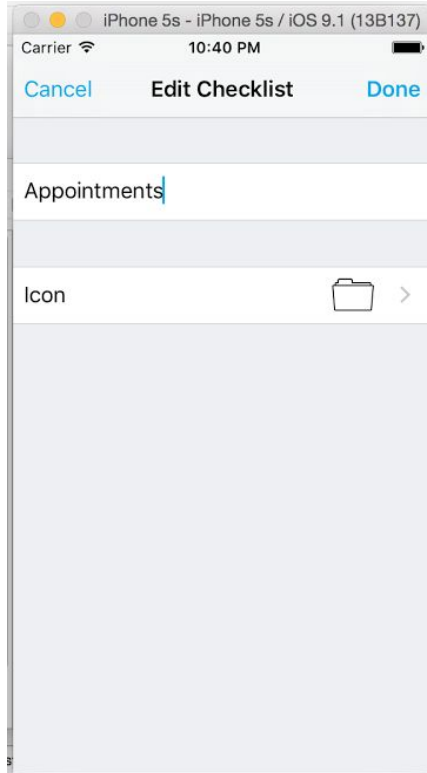 iPhone 5s - iPhone 5s / iOS 9.1 (13B137)
Carrier 10:40 PM
Cancel Edit Checklist Done
Appointments
Icon